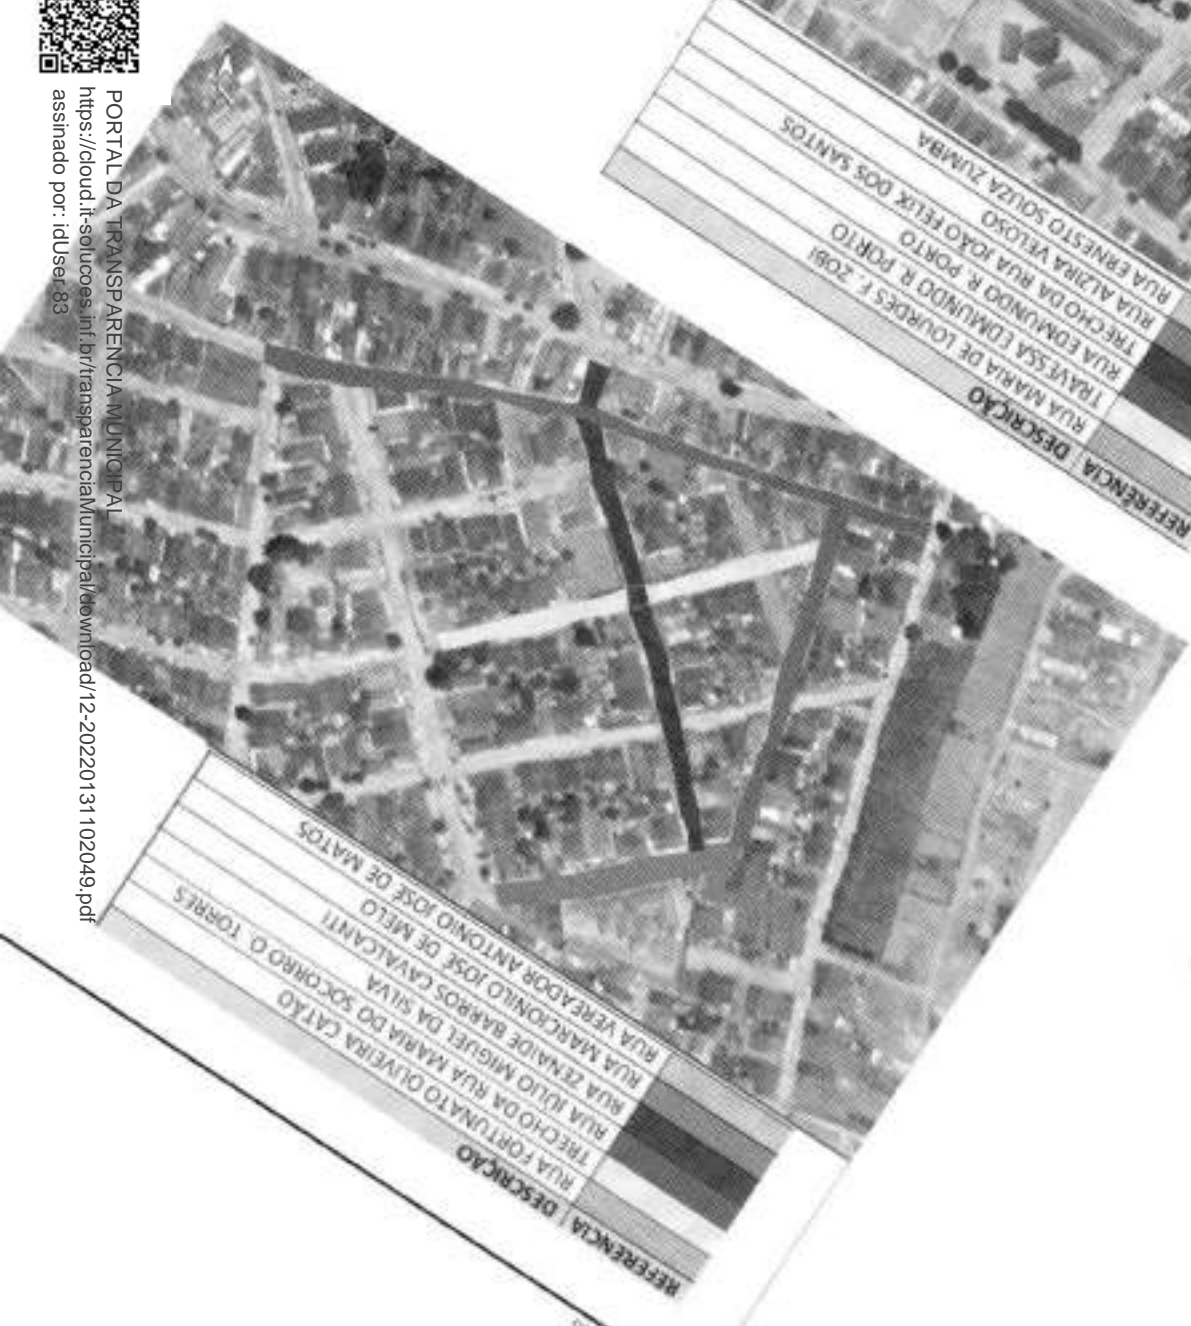 PORTAL DA TRANSPARENCIA MUNICIPAL
https://cloud.it-solucoes.inf.br/transparenciaMunicipal/download/12-20220131102049.pdf
assinado por: idUser 83
REFERÊNCIA DESCRIÇÃO
RUA MARIA DE LOURDES F. ZOBI
TRAVESSA EDMUNDO R. PORTO
RUA EDMUNDO R. PORTO
TRECHO DA RUA JOÃO FELIX DOS SANTOS
RUA ALZIRA VELOSO
RUA ERNESTO SOUZA ZUMBA
REFERÊNCIA DESCRIÇÃO
RUA FORTUNATO OLIVEIRA CATÃO
TRECHO DA RUA MARIA DO SOCORRO O. TORRES
RUA JÚLIO MIGUEL DA SILVA
RUA ZENAIDE BARROS CAVALCANTI
RUA MARCIONILO JOSÉ DE MELO
RUA VEREADOR ANTONIO JOSÉ DE MATOS